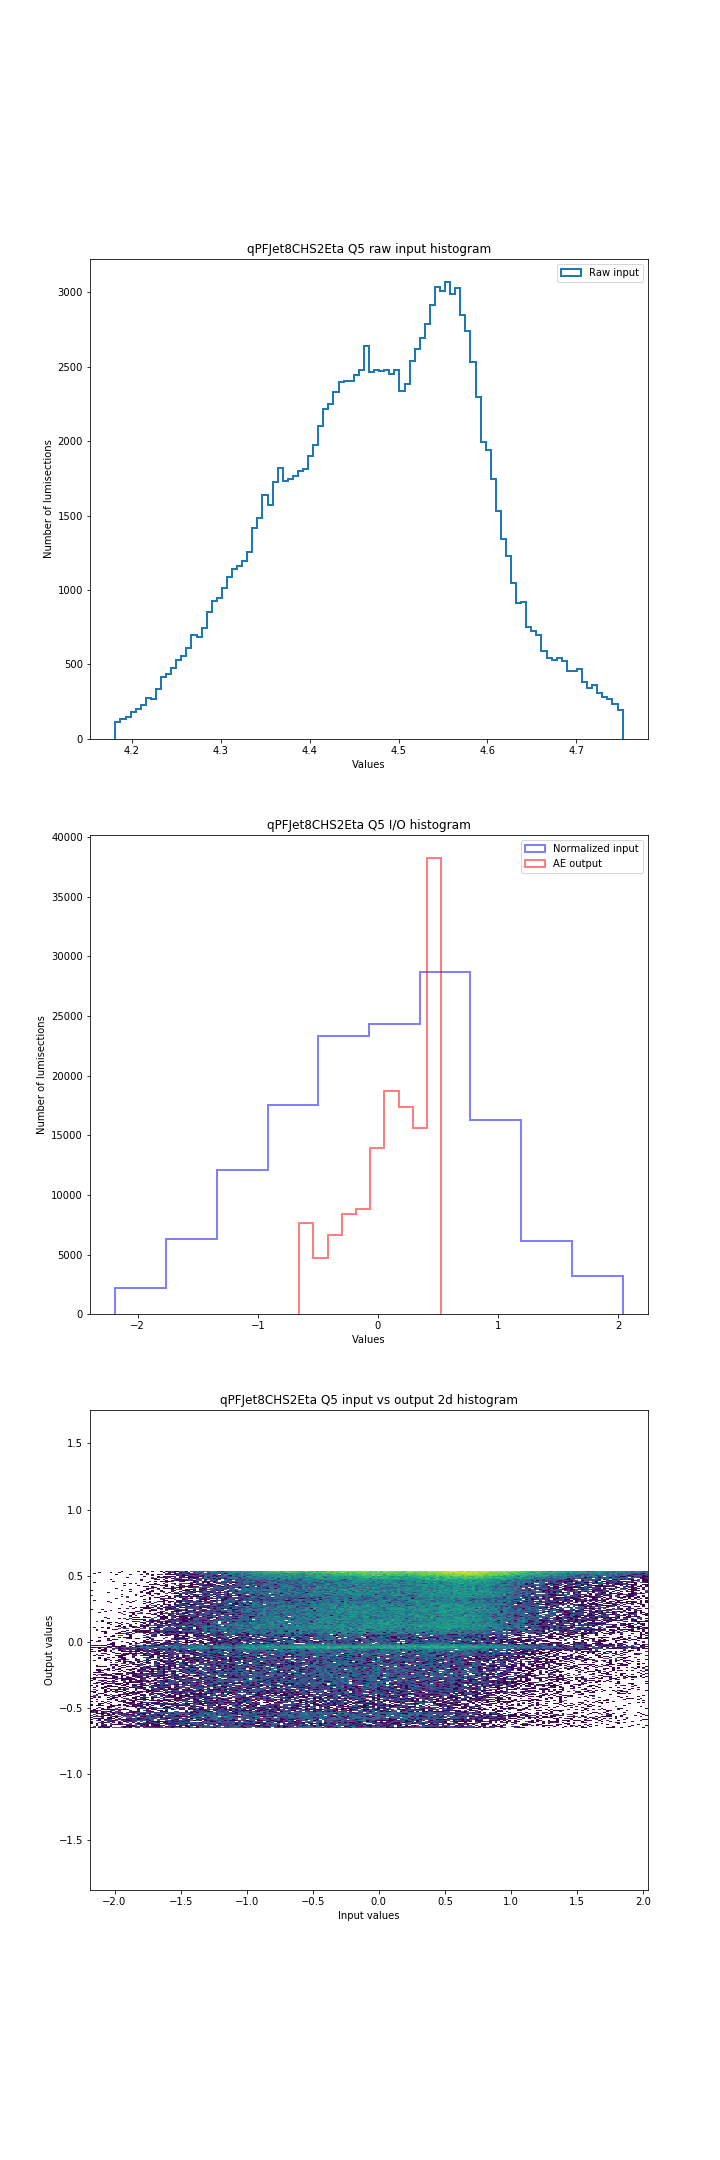 qPFJet8CHS2Eta Q5 raw input histogram
Raw input
3000
2500
2000
1500
1000
500
0
Number of lumisections
4.2 4.3 4.4 4.5 4.6 4.7
Values
qPFJet8CHS2Eta Q5 I/O histogram
Normalized input
AE output
40000
35000
30000
25000
20000
15000
10000
5000
0
Number of lumisections
−2 −1 0 1 2
Values
qPFJet8CHS2Eta Q5 input vs output 2d histogram
1.5
1.0
0.5
0.0
−0.5
−1.0
−1.5
Output values
−2.0 −1.5 −1.0 −0.5 0.0 0.5 1.0 1.5 2.0
Input values